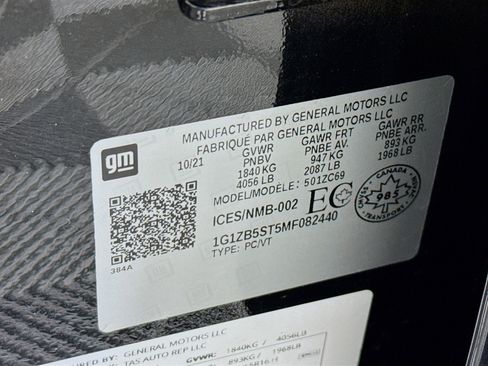 MANUFACTURED BY GENERAL MOTORS LLC
FABRIQUÉ PAR GENERAL MOTORS LLC
gm
10/21 GVWR GAWR FRT GAWR RR
PNBV PNBE AV. PNBE ARR.
1840 KG 947 KG 893 KG
4056 LB 2087 LB 1968 LB
MODEL/MODÈLE: 501ZC69
ICES/NMB-002 EC
CANADA
985
TRANSPORT
1G1ZB5ST5MF082440
TYPE: PC/VT
384A
GENERAL MOTORS LLC
TAS AUTO REP LLC
GVWR: 1840KG / 4056LB
893KG / 1968LB